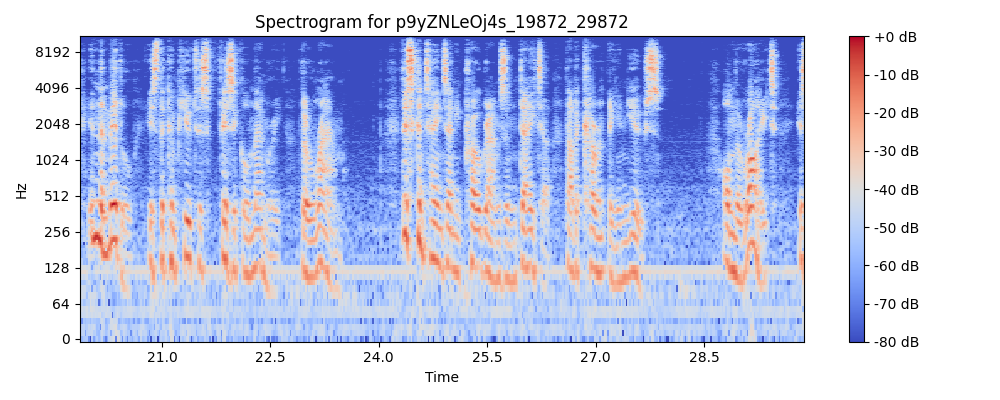 Spectrogram for p9yZNLeOj4s_19872_29872
8192
4096
2048
1024
512
256
128
64
0
Hz
21.0 22.5 24.0 25.5 27.0 28.5
Time
+0 dB
-10 dB
-20 dB
-30 dB
-40 dB
-50 dB
-60 dB
-70 dB
-80 dB